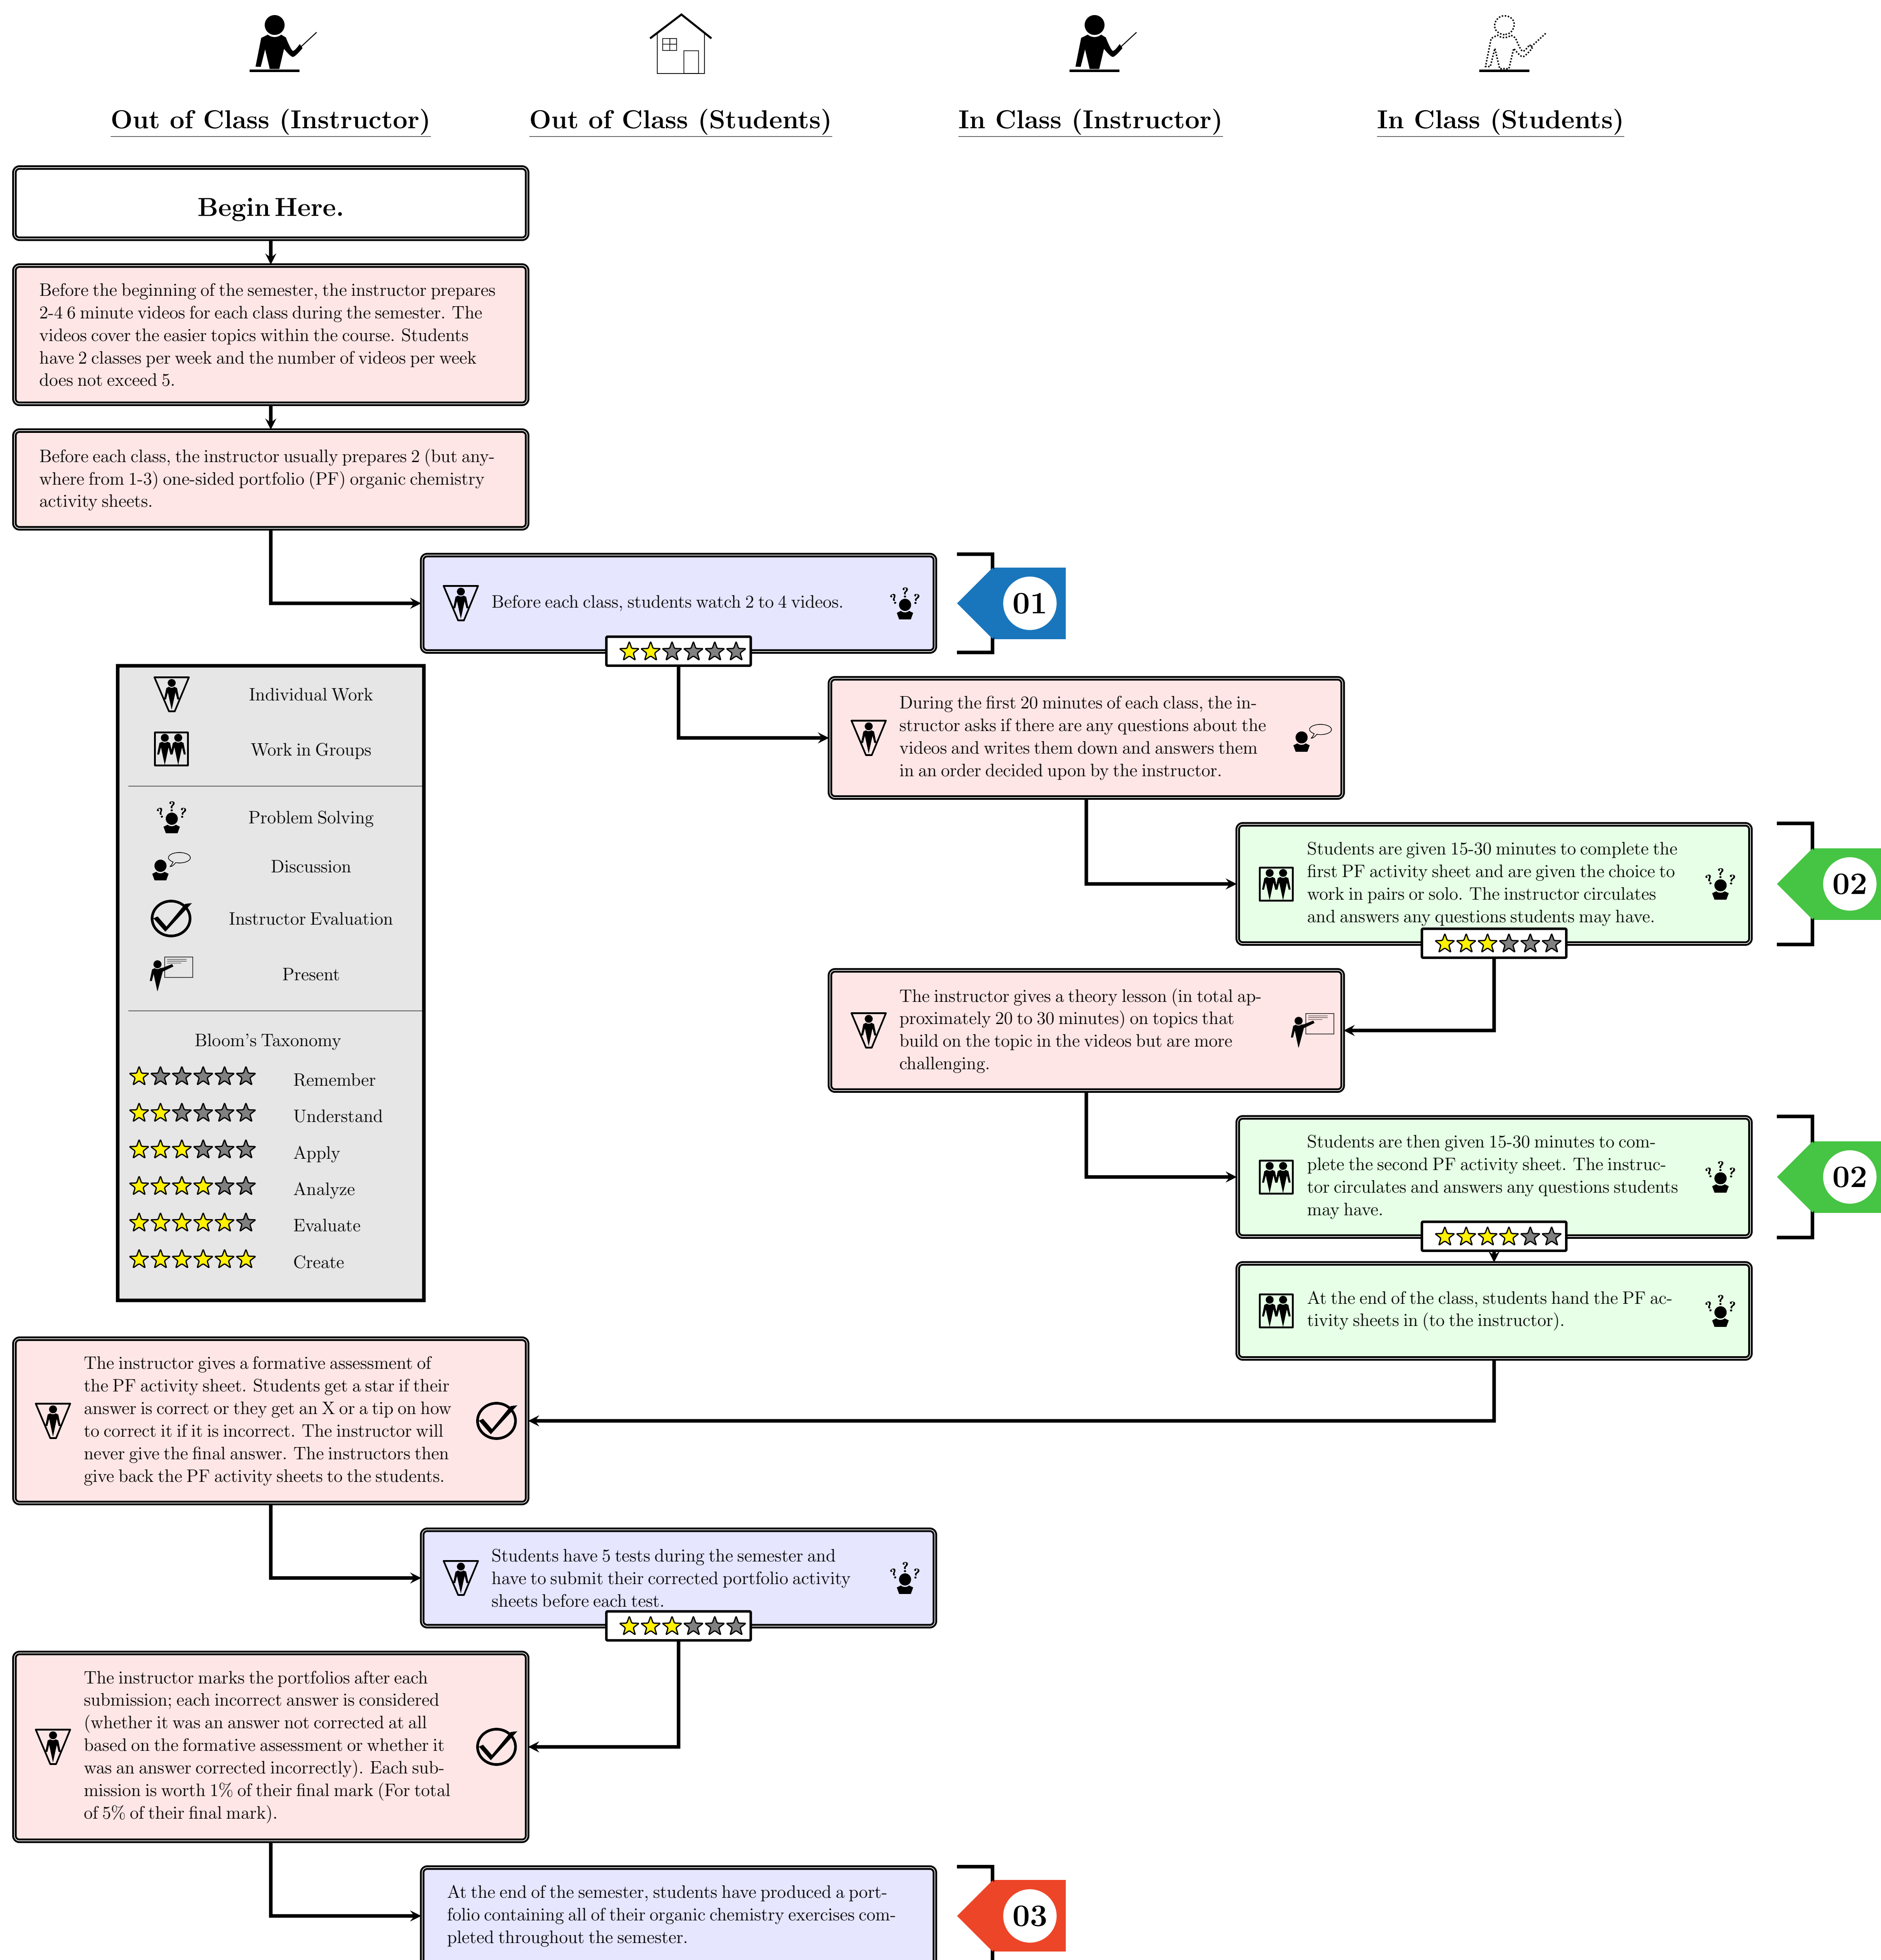 Out of Class (Instructor)
Out of Class (Students)
In Class (Instructor)
In Class (Students)
Begin Here.
Before the beginning of the semester, the instructor prepares
2-4 6 minute videos for each class during the semester. The
videos cover the easier topics within the course. Students
have 2 classes per week and the number of videos per week
does not exceed 5.
Before each class, the instructor usually prepares 2 (but any-
where from 1-3) one-sided portfolio (PF) organic chemistry
activity sheets.
Before each class, students watch 2 to 4 videos.
? ? ?
01
During the first 20 minutes of each class, the in-
structor asks if there are any questions about the
videos and writes them down and answers them
in an order decided upon by the instructor.
Students are given 15-30 minutes to complete the
first PF activity sheet and are given the choice to
work in pairs or solo. The instructor circulates
and answers any questions students may have.
? ? ?
02
The instructor gives a theory lesson (in total ap-
proximately 20 to 30 minutes) on topics that
build on the topic in the videos but are more
challenging.
Students are then given 15-30 minutes to com-
plete the second PF activity sheet. The instruc-
tor circulates and answers any questions students
may have.
? ? ?
02
At the end of the class, students hand the PF ac-
tivity sheets in (to the instructor).
? ? ?
Individual Work
Work in Groups
? ? ?
Problem Solving
Discussion
Instructor Evaluation
Present
Bloom's Taxonomy
Remember
Understand
Apply
Analyze
Evaluate
Create
The instructor gives a formative assessment of
the PF activity sheet. Students get a star if their
answer is correct or they get an X or a tip on how
to correct it if it is incorrect. The instructor will
never give the final answer. The instructors then
give back the PF activity sheets to the students.
Students have 5 tests during the semester and
have to submit their corrected portfolio activity
sheets before each test.
? ? ?
The instructor marks the portfolios after each
submission; each incorrect answer is considered
(whether it was an answer not corrected at all
based on the formative assessment or whether it
was an answer corrected incorrectly). Each sub-
mission is worth 1% of their final mark (For total
of 5% of their final mark).
At the end of the semester, students have produced a port-
folio containing all of their organic chemistry exercises com-
pleted throughout the semester.
03